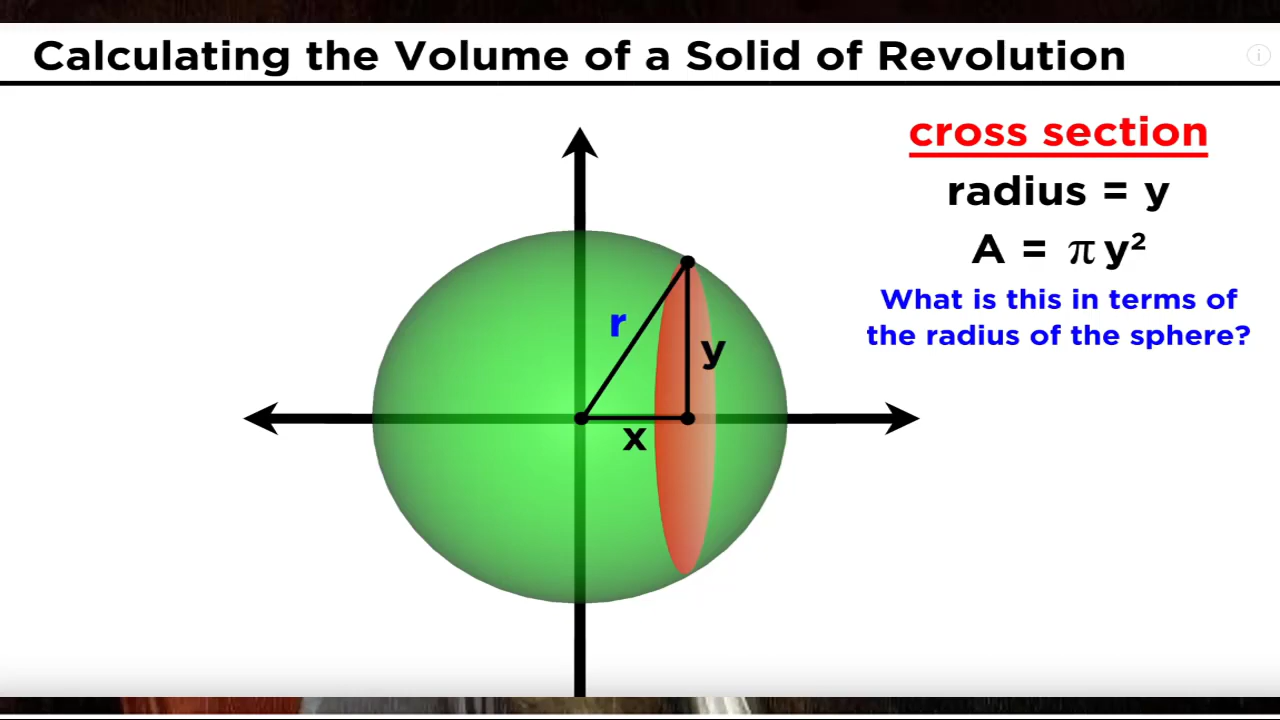 Calculating the Volume of a Solid of Revolution
cross section
radius = y
A = π y²
What is this in terms of
the radius of the sphere?
r
y
x